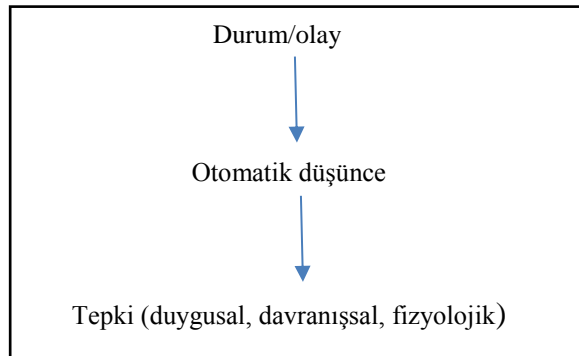 Durum/olay
Otomatik düşünce
Tepki (duygusal, davranışsal, fizyolojik)